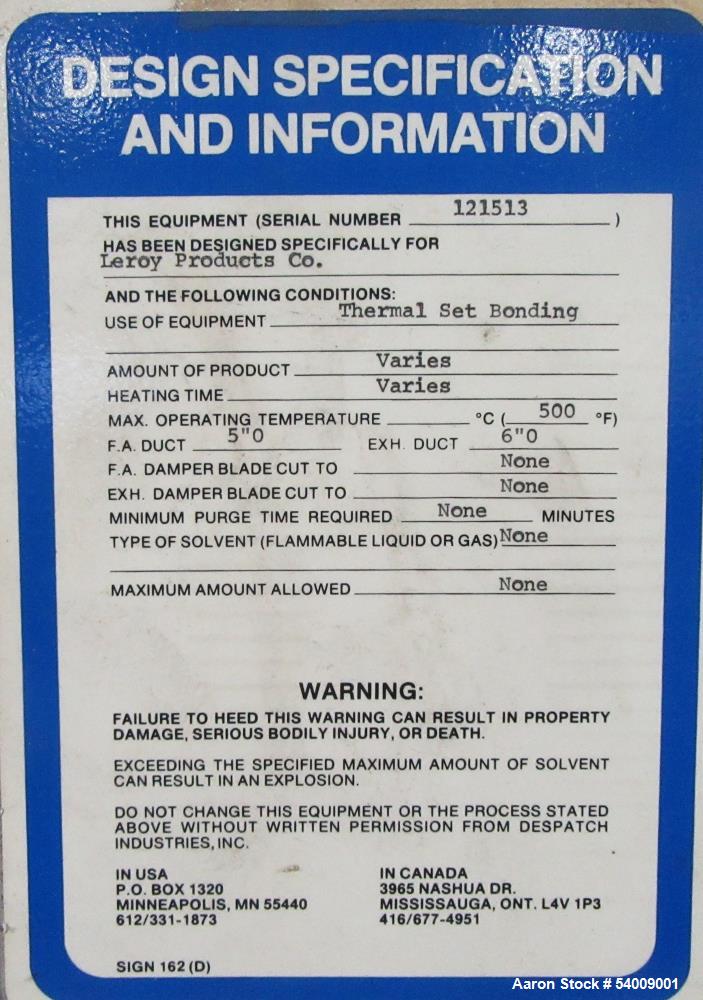 DESIGN SPECIFICATION
AND INFORMATION
THIS EQUIPMENT (SERIAL NUMBER 121513 )
HAS BEEN DESIGNED SPECIFICALLY FOR
Leroy Products Co.
AND THE FOLLOWING CONDITIONS:
USE OF EQUIPMENT Thermal Set Bonding
AMOUNT OF PRODUCT Varies
HEATING TIME Varies
MAX. OPERATING TEMPERATURE °C ( 500 °F)
F.A. DUCT 5"0 EXH. DUCT 6"0
F.A. DAMPER BLADE CUT TO None
EXH. DAMPER BLADE CUT TO None
MINIMUM PURGE TIME REQUIRED None MINUTES
TYPE OF SOLVENT (FLAMMABLE LIQUID OR GAS) None
MAXIMUM AMOUNT ALLOWED None
WARNING:
FAILURE TO HEED THIS WARNING CAN RESULT IN PROPERTY
DAMAGE, SERIOUS BODILY INJURY, OR DEATH.
EXCEEDING THE SPECIFIED MAXIMUM AMOUNT OF SOLVENT
CAN RESULT IN AN EXPLOSION.
DO NOT CHANGE THIS EQUIPMENT OR THE PROCESS STATED
ABOVE WITHOUT WRITTEN PERMISSION FROM DESPATCH
INDUSTRIES, INC.
IN USA
P.O. BOX 1320
MINNEAPOLIS, MN 55440
612/331-1873
IN CANADA
3965 NASHUA DR.
MISSISSAUGA, ONT. L4V 1P3
416/677-4951
SIGN 162 (D)
Aaron Stock # 54009001